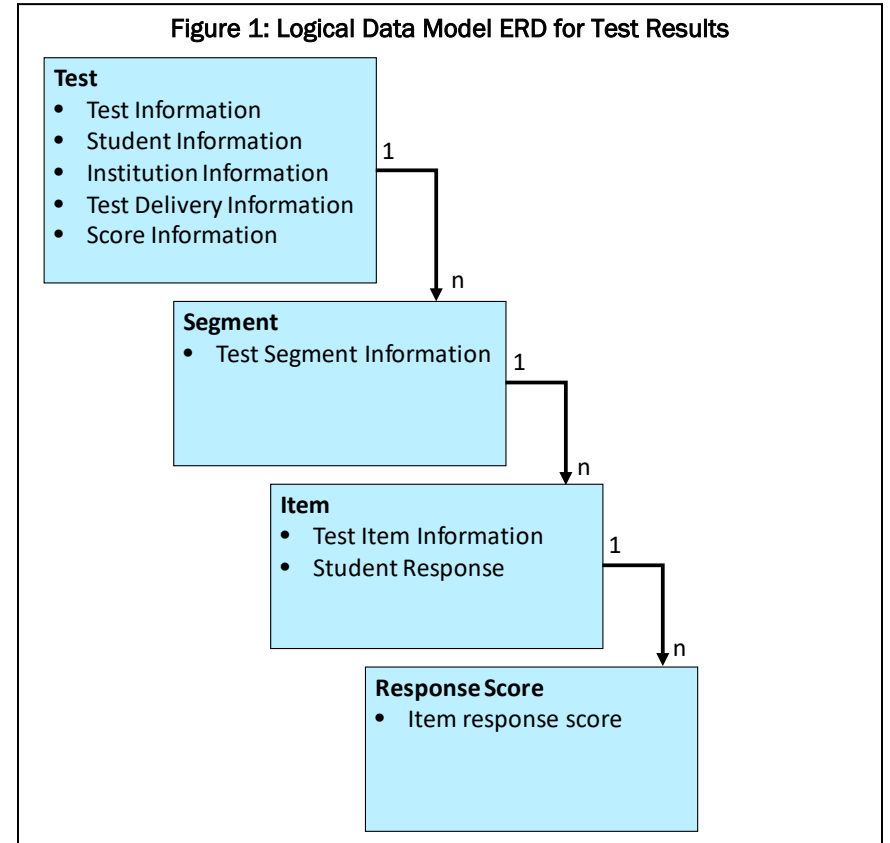 Figure 1: Logical Data Model ERD for Test Results
Test
• Test Information
• Student Information
• Institution Information
• Test Delivery Information
• Score Information
1
n
Segment
• Test Segment Information
1
n
Item
• Test Item Information
• Student Response
1
n
Response Score
• Item response score